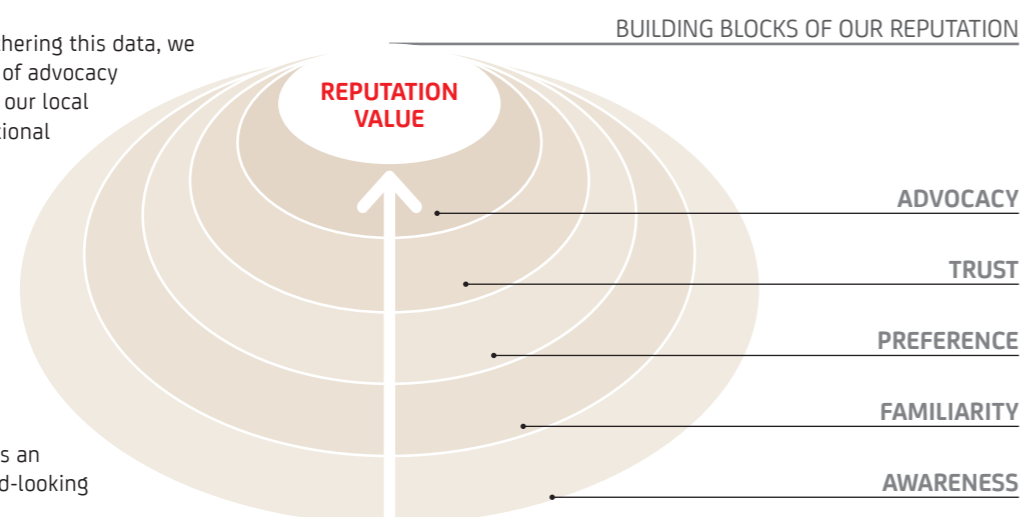 thering this data, we
of advocacy
our local
tional
s an
d-looking
BUILDING BLOCKS OF OUR REPUTATION
REPUTATION
VALUE
ADVOCACY
TRUST
PREFERENCE
FAMILIARITY
AWARENESS